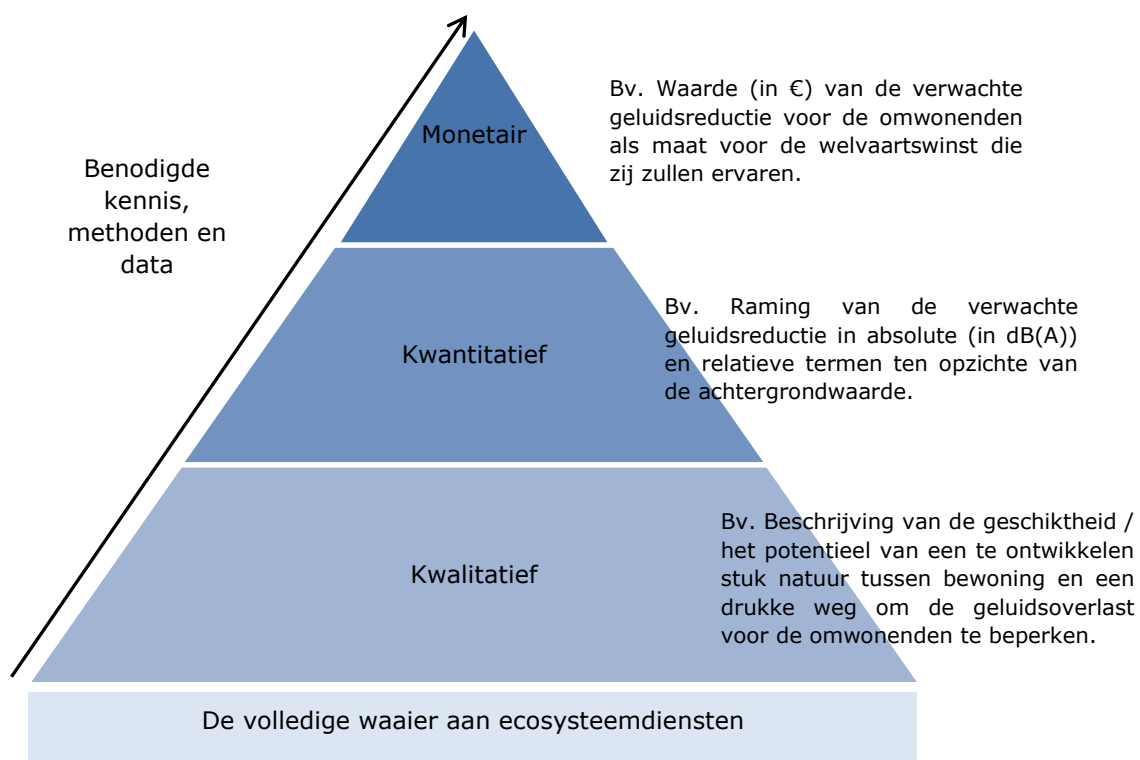 Bv. Waarde (in €) van de verwachte
geluidsreductie voor de omwonenden
als maat voor de welvaartswinst die
zij zullen ervaren.
Monetair
Benodigde
kennis,
methoden en
data
Bv. Raming van de verwachte
geluidsreductie in absolute (in dB(A))
en relatieve termen ten opzichte van
de achtergrondwaarde.
Kwantitatief
Bv. Beschrijving van de geschiktheid /
het potentieel van een te ontwikkelen
stuk natuur tussen bewoning en een
drukke weg om de geluidsoverlast
voor de omwonenden te beperken.
Kwalitatief
De volledige waaier aan ecosysteemdiensten